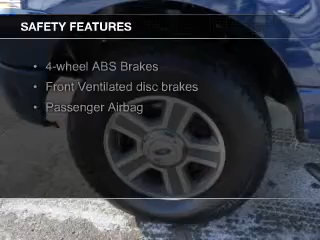 SAFETY FEATURES
• 4-wheel ABS Brakes
• Front Ventilated disc brakes
• Passenger Airbag